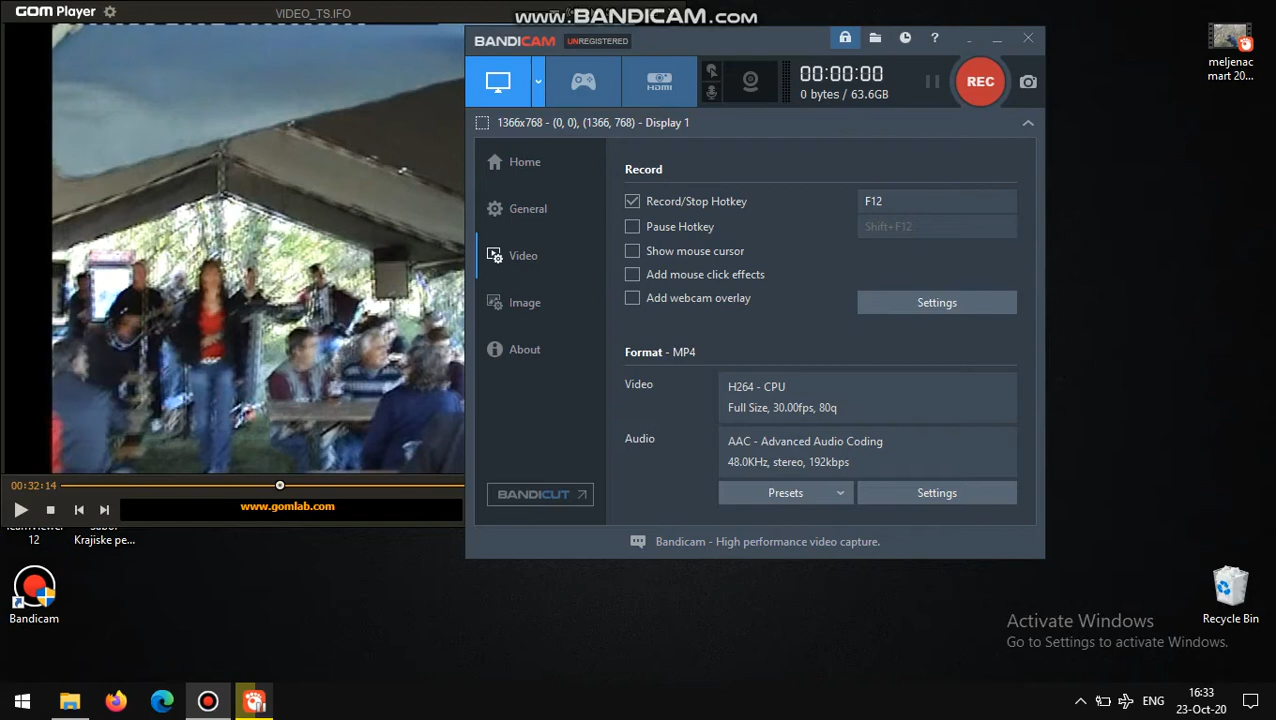 GOM Player
VIDEO_TS.IFO
www.BANDICAM.com
BANDICAM
UNREGISTERED
HDMI
00:00:00
0 bytes / 63.6GB
REC
1366x768 - (0, 0), (1366, 768) - Display 1
Home
General
Video
Image
About
BANDICUT
Record
Record/Stop Hotkey
F12
Pause Hotkey
Shift+F12
Show mouse cursor
Add mouse click effects
Add webcam overlay
Settings
Format - MP4
Video
H264 - CPU
Full Size, 30.00fps, 80q
Audio
AAC - Advanced Audio Coding
48.0KHz, stereo, 192kbps
Presets
Settings
Bandicam - High performance video capture.
00:32:14
www.gomlab.com
12
Krajiske pe...
Bandicam
meljenac
mart 20...
Recycle Bin
Activate Windows
Go to Settings to activate Windows.
ENG
16:33
23-Oct-20